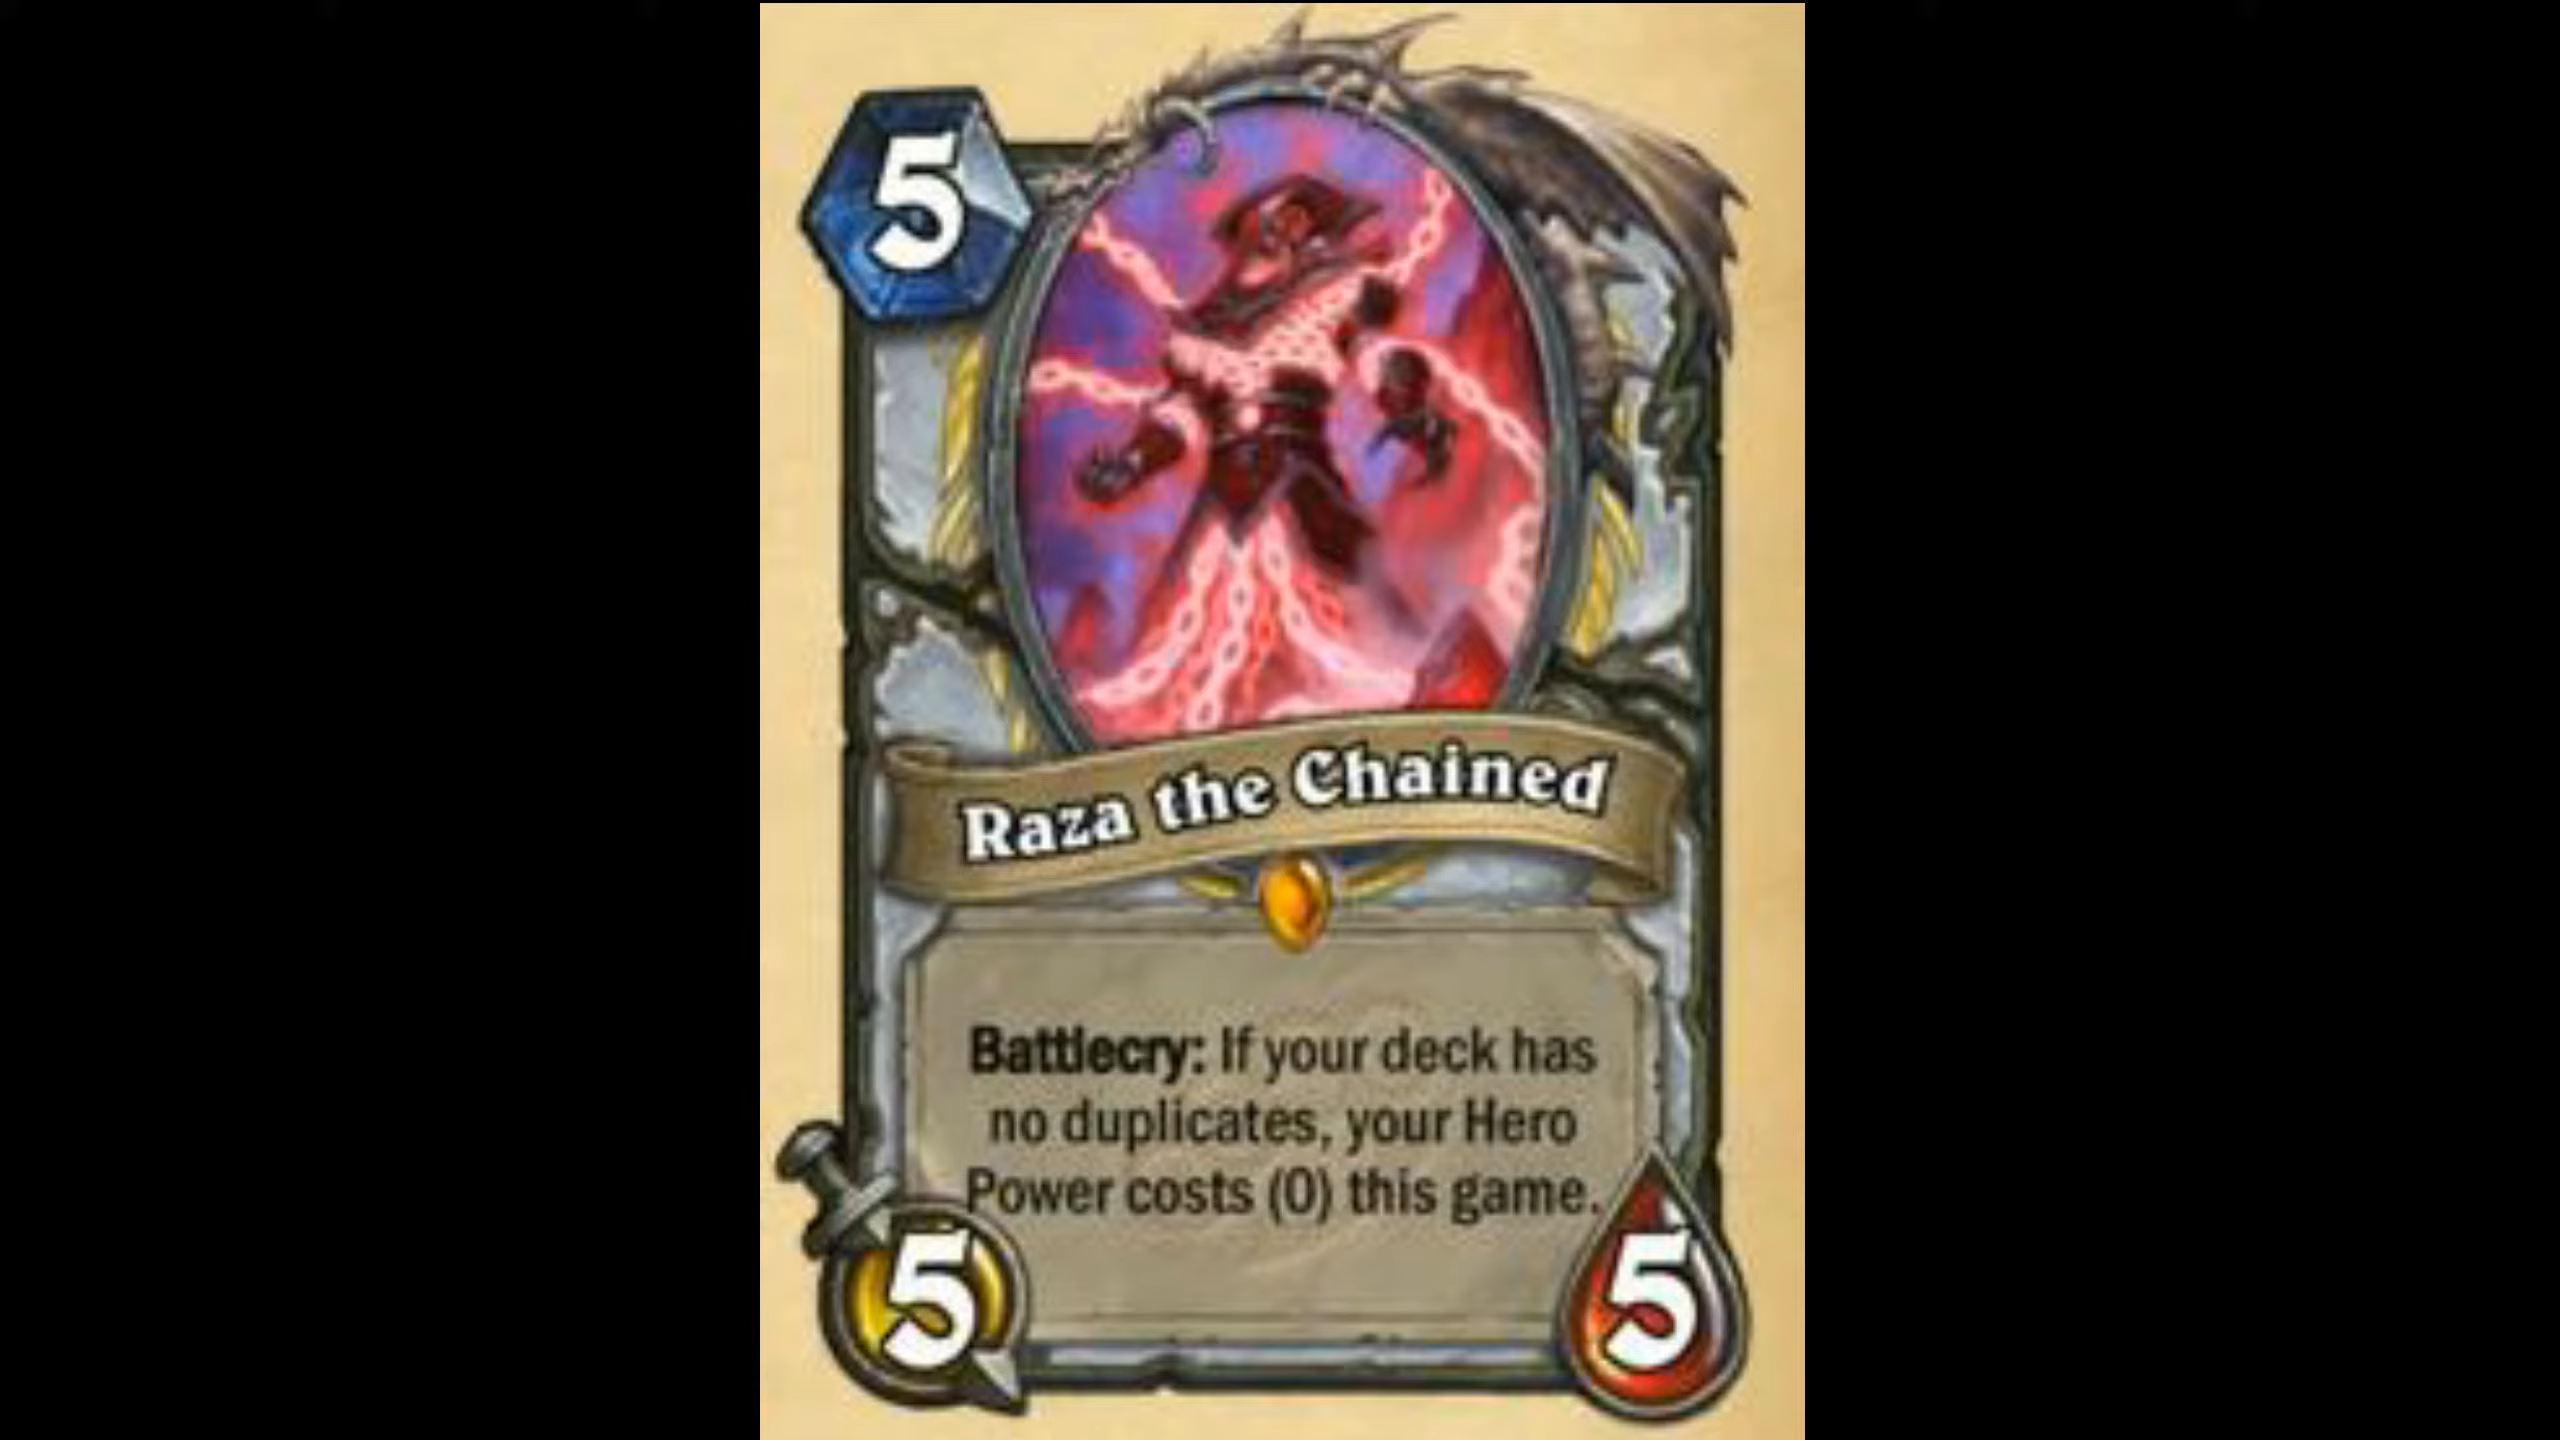 5
Raza the Chained
Battlecry: If your deck has
no duplicates, your Hero
Power costs (0) this game.
5
5